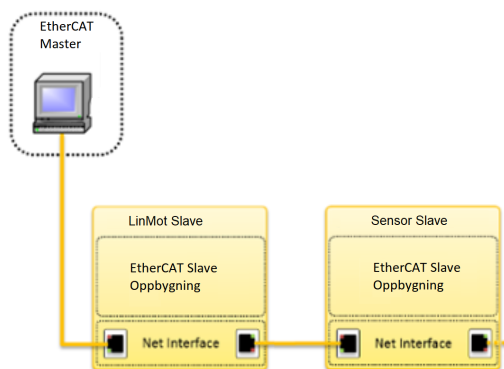 EtherCAT
Master
LinMot Slave
EtherCAT Slave
Oppbygning
Net Interface
Sensor Slave
EtherCAT Slave
Oppbygning
Net Interface